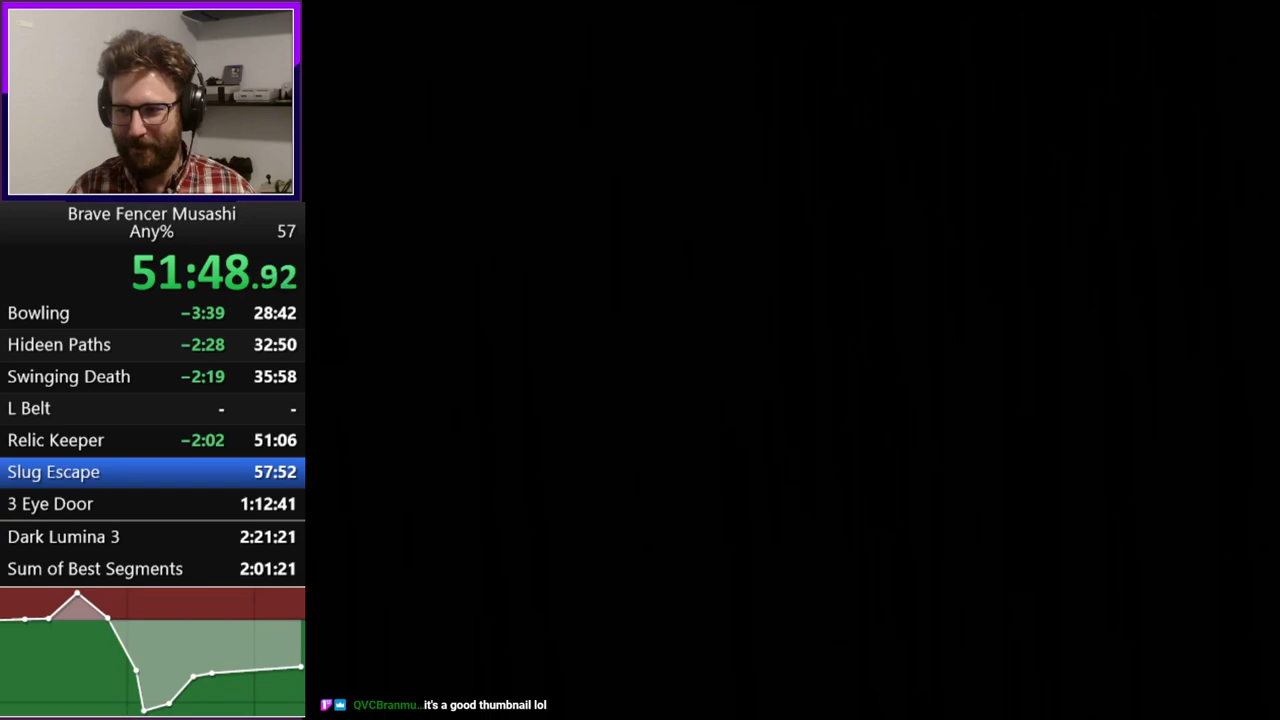 Brave Fencer Musashi
Any% 57
51:48.92
Bowling −3:39 28:42
Hideen Paths −2:28 32:50
Swinging Death −2:19 35:58
L Belt - -
Relic Keeper −2:02 51:06
Slug Escape 57:52
3 Eye Door 1:12:41
Dark Lumina 3 2:21:21
Sum of Best Segments 2:01:21
QVCBranmu..it's a good thumbnail lol